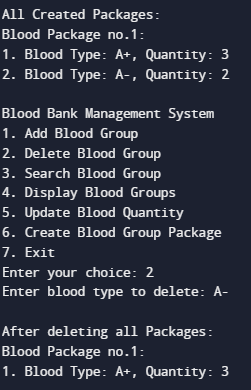 All Created Packages:
Blood Package no.1:
1. Blood Type: A+, Quantity: 3
2. Blood Type: A-, Quantity: 2
Blood Bank Management System
1. Add Blood Group
2. Delete Blood Group
3. Search Blood Group
4. Display Blood Groups
5. Update Blood Quantity
6. Create Blood Group Package
7. Exit
Enter your choice: 2
Enter blood type to delete: A-
After deleting all Packages:
Blood Package no.1:
1. Blood Type: A+, Quantity: 3